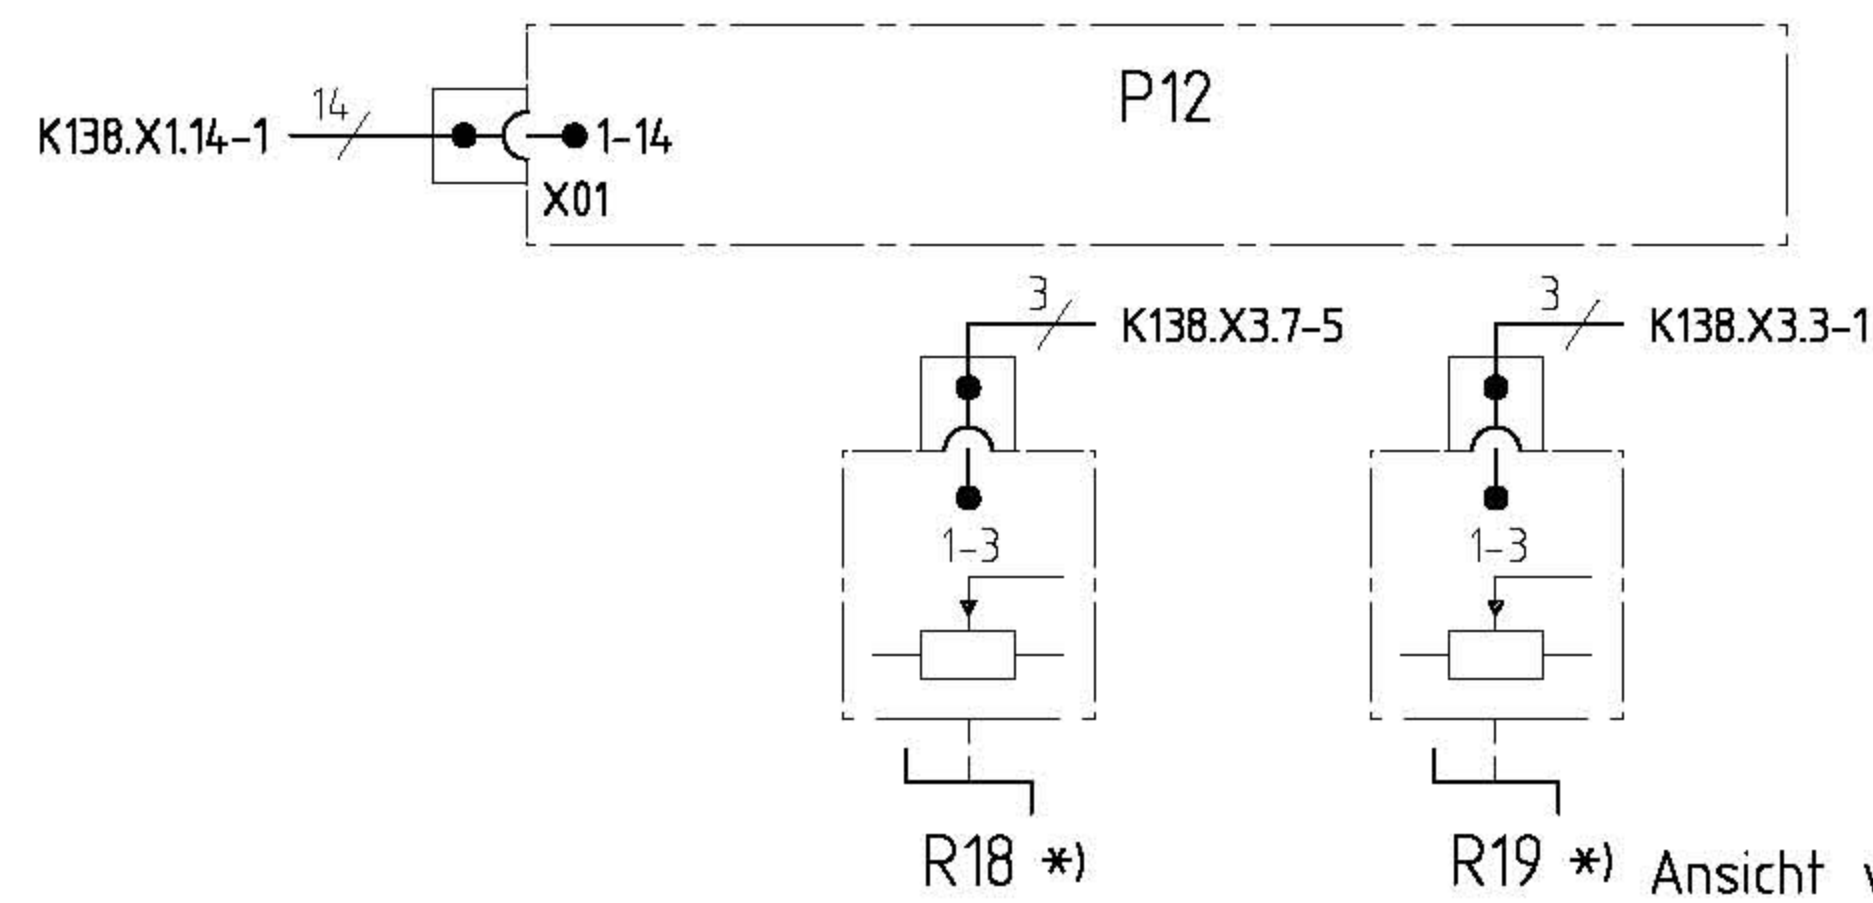 P12
14
K138.X1.14-1
1-14
X01
3
K138.X3.7-5
3
K138.X3.3-1
1-3
1-3
R18 *)
R19 *)
Ansicht